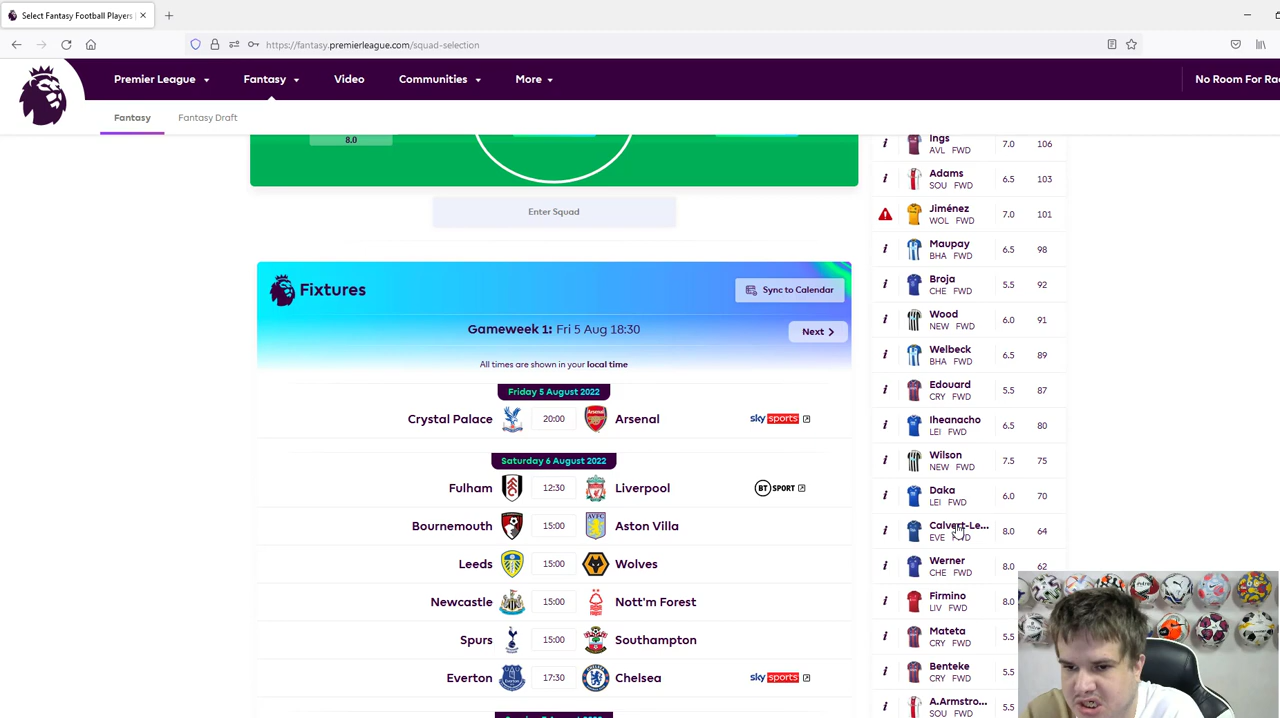 Select Fantasy Football Players |
https://fantasy.premierleague.com/squad-selection
Premier League
Fantasy
Video
Communities
More
No Room For
Fantasy
Fantasy Draft
8.0
Enter Squad
Fixtures
Sync to Calendar
Gameweek 1: Fri 5 Aug 18:30
Next
All times are shown in your local time
Friday 5 August 2022
Crystal Palace 20:00 Arsenal sky sports
Saturday 6 August 2022
Fulham 12:30 Liverpool BT SPORT
Bournemouth 15:00 Aston Villa
Leeds 15:00 Wolves
Newcastle 15:00 Nott'm Forest
Spurs 15:00 Southampton
Everton 17:30 Chelsea sky sports
Ings 7.0 106
AVL FWD
Adams 6.5 103
SOU FWD
Jiménez 7.0 101
WOL FWD
Maupay 6.5 98
BHA FWD
Broja 5.5 92
CHE FWD
Wood 6.0 91
NEW FWD
Welbeck 6.5 89
BHA FWD
Edouard 5.5 87
CRY FWD
Iheanacho 6.5 80
LEI FWD
Wilson 7.5 75
NEW FWD
Daka 6.0 70
LEI FWD
Calvert-Le... 8.0 64
EVE FWD
Werner 8.0 62
CHE FWD
Firmino 8.0
LIV FWD
Mateta 5.5
CRY FWD
Benteke 5.5
CRY FWD
A.Armstro... 5.5
SOU FWD